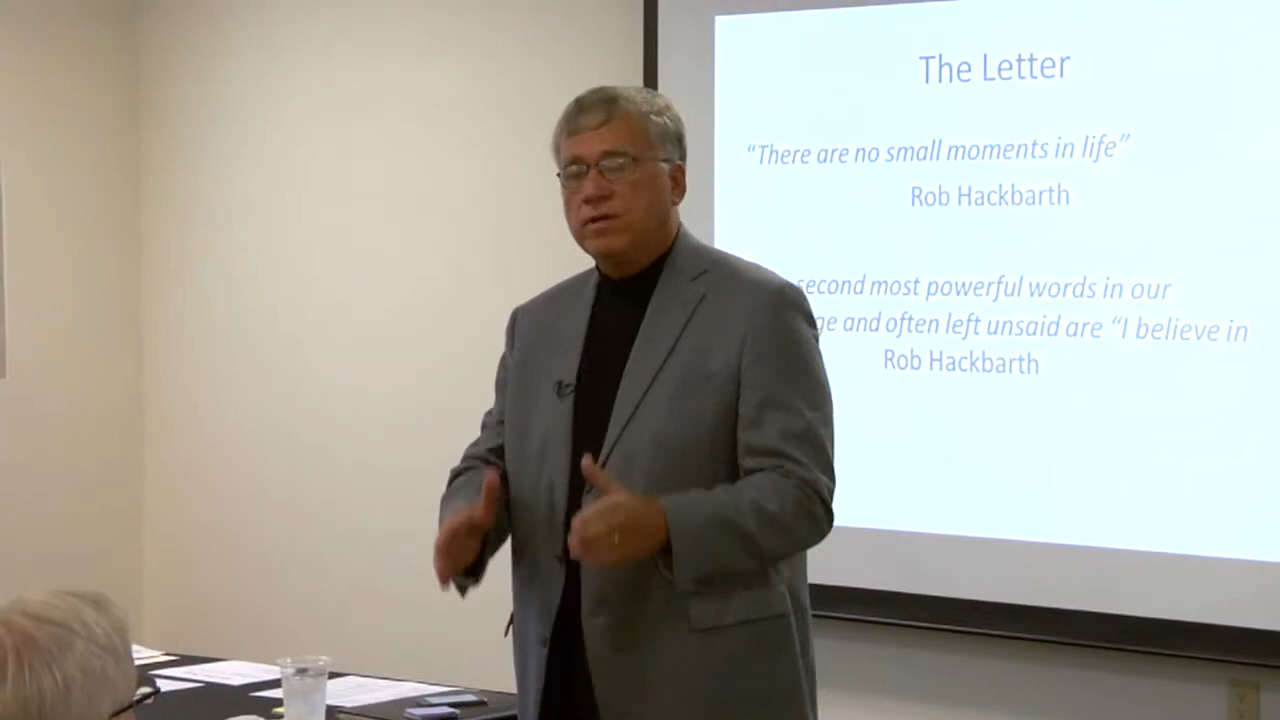 The Letter
“There are no small moments in life”
Rob Hackbarth
second most powerful words in our
and often left unsaid are “I believe in
Rob Hackbarth